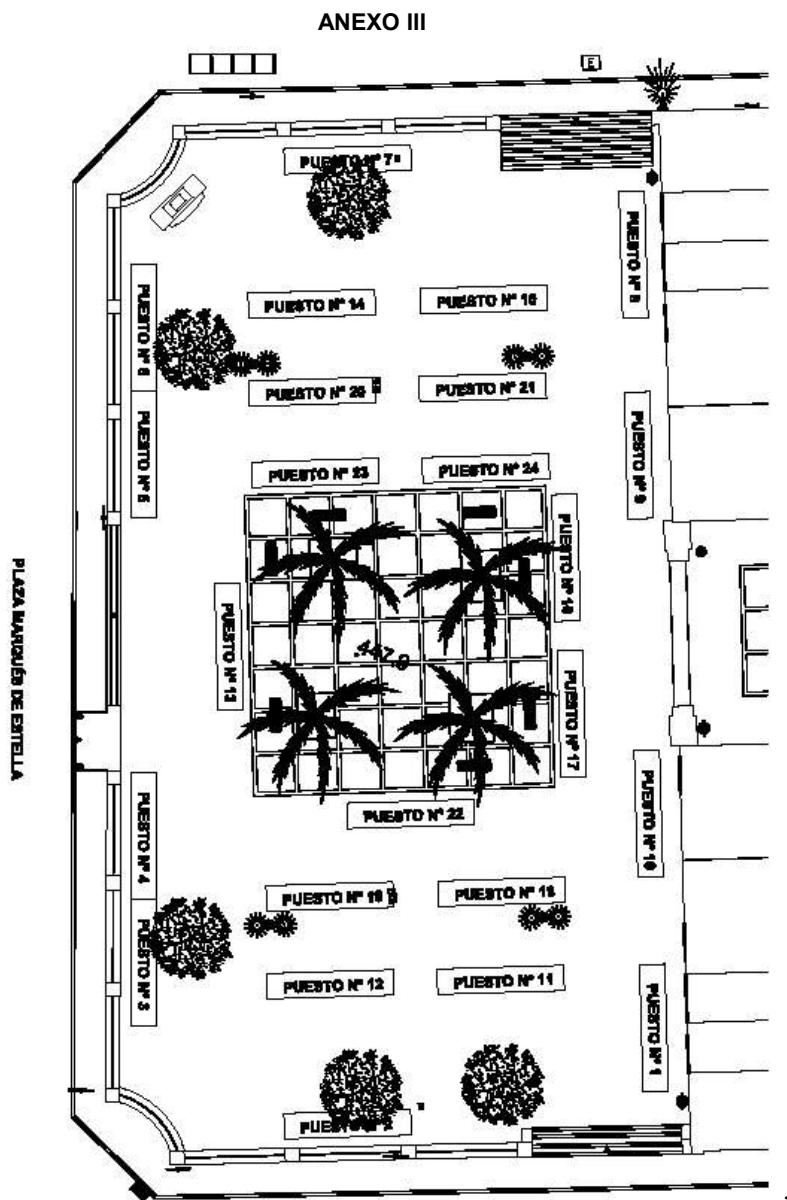 ANEXO III
E
PUESTO Nº 7
PUESTO Nº 8
PUESTO Nº 14
PUESTO Nº 15
PUESTO Nº 6
PUESTO Nº 20
PUESTO Nº 21
PUESTO Nº 5
PUESTO Nº 9
PUESTO Nº 23
PUESTO Nº 24
PUESTO Nº 16
PUESTO Nº 13
447.9
PLAZA MARQUÉS DE ESTELLA
PUESTO Nº 17
PUESTO Nº 10
PUESTO Nº 22
PUESTO Nº 4
PUESTO Nº 19
PUESTO Nº 18
PUESTO Nº 3
PUESTO Nº 12
PUESTO Nº 11
PUESTO Nº 1
PUESTO